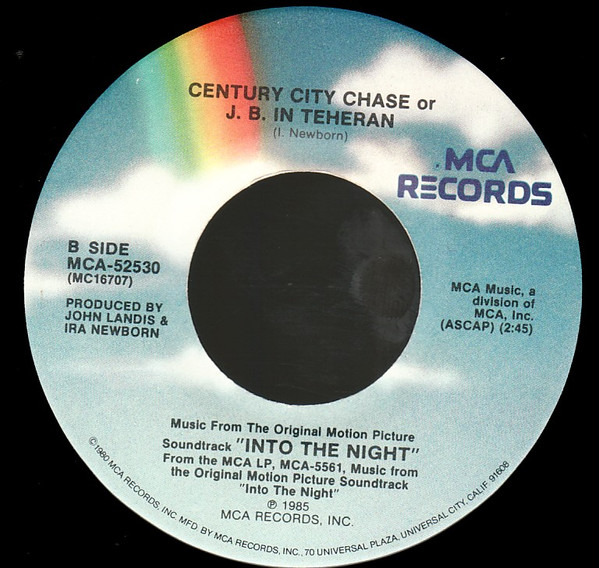 CENTURY CITY CHASE or
J. B. IN TEHERAN
(I. Newborn)
MCA
RECORDS
B SIDE
MCA-52530
(MC16707)
PRODUCED BY
JOHN LANDIS &
IRA NEWBORN
MCA Music, a
division of
MCA, Inc.
(ASCAP) (2:45)
Music From The Original Motion Picture
Soundtrack "INTO THE NIGHT"
From the MCA LP, MCA-5561, Music from
the Original Motion Picture Soundtrack
"Into The Night"
℗ 1985
MCA RECORDS, INC.
©1980 MCA RECORDS, INC. MFD BY MCA RECORDS, INC., 70 UNIVERSAL PLAZA, UNIVERSAL CITY, CALIF. 91608